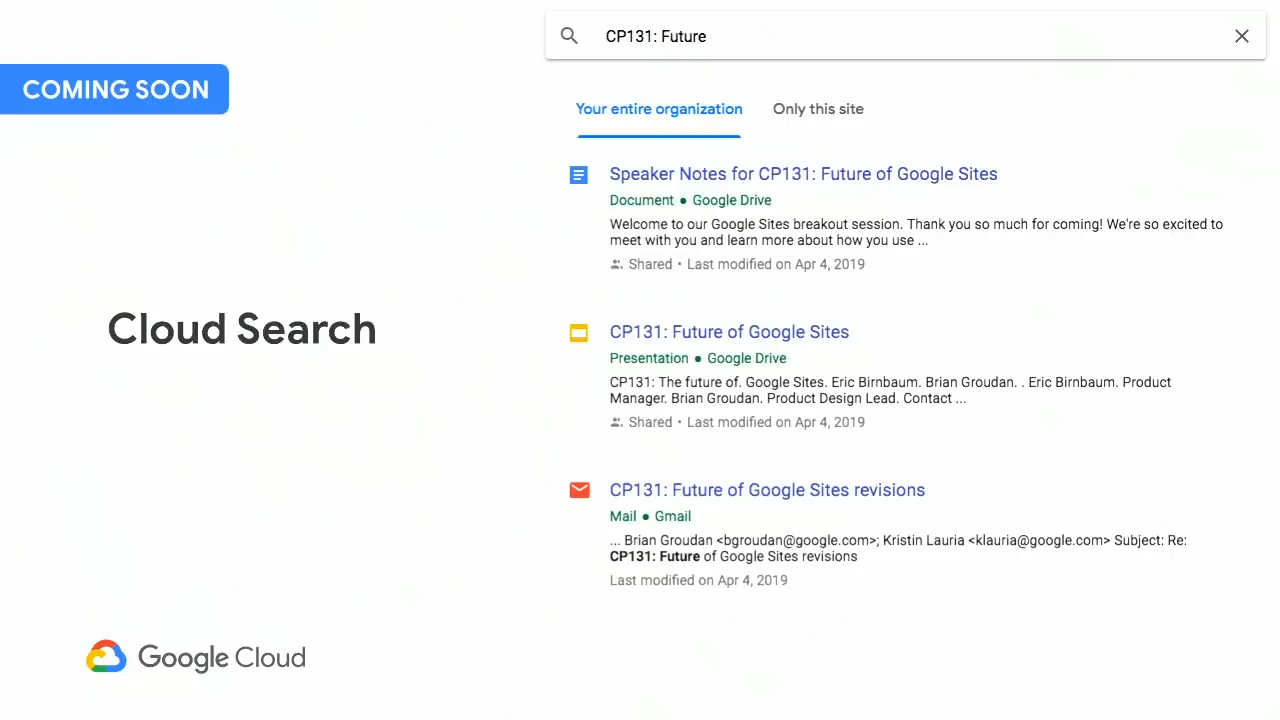 COMING SOON
Cloud Search
Google Cloud
CP131: Future
Your entire organization Only this site
Speaker Notes for CP131: Future of Google Sites
Document ● Google Drive
Welcome to our Google Sites breakout session. Thank you so much for coming! We're so excited to
meet with you and learn more about how you use ...
Shared • Last modified on Apr 4, 2019
CP131: Future of Google Sites
Presentation ● Google Drive
CP131: The future of. Google Sites. Eric Birnbaum. Brian Groudan. . Eric Birnbaum. Product
Manager. Brian Groudan. Product Design Lead. Contact ...
Shared • Last modified on Apr 4, 2019
CP131: Future of Google Sites revisions
Mail ● Gmail
... Brian Groudan <bgroudan@google.com>; Kristin Lauria <klauria@google.com> Subject: Re:
CP131: Future of Google Sites revisions
Last modified on Apr 4, 2019